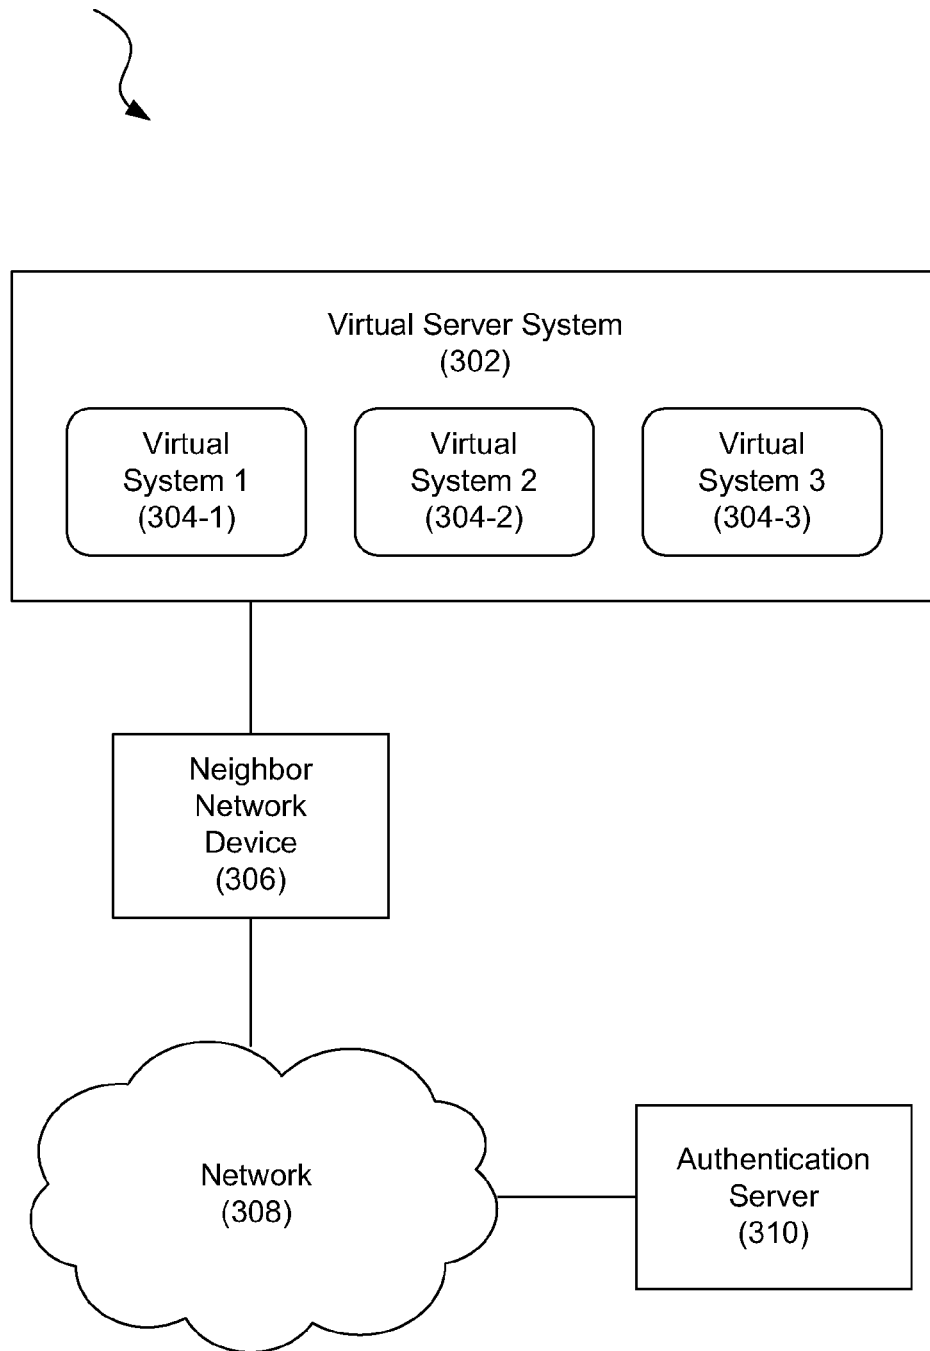 Virtual Server System
(302)
Virtual
System 1
(304-1)
Virtual
System 2
(304-2)
Virtual
System 3
(304-3)
Neighbor
Network
Device
(306)
Network
(308)
Authentication
Server
(310)